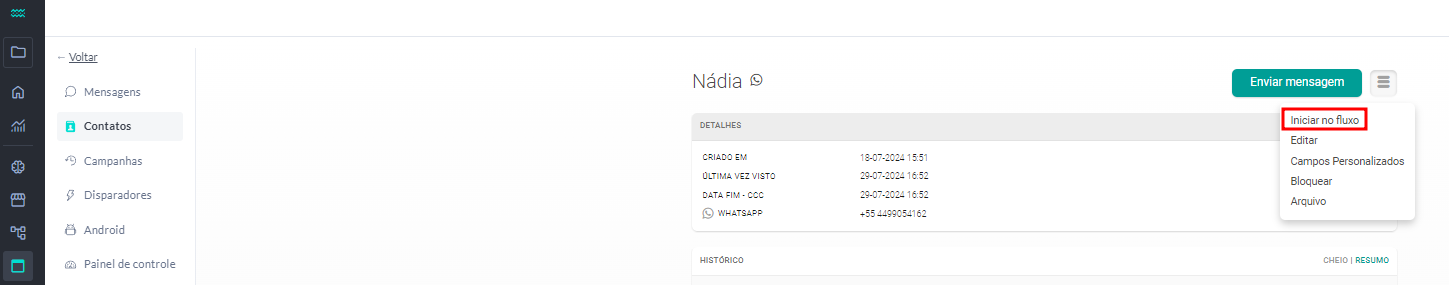 ← Voltar
Mensagens
Contatos
Campanhas
Disparadores
Android
Painel de controle
Nádia
Enviar mensagem
Iniciar no fluxo
Editar
Campos Personalizados
Bloquear
Arquivo
DETALHES
CRIADO EM 18-07-2024 15:51
ÚLTIMA VEZ VISTO 29-07-2024 16:52
DATA FIM - CCC 29-07-2024 16:52
WHATSAPP +55 4499054162
HISTÓRICO
CHEIO | RESUMO